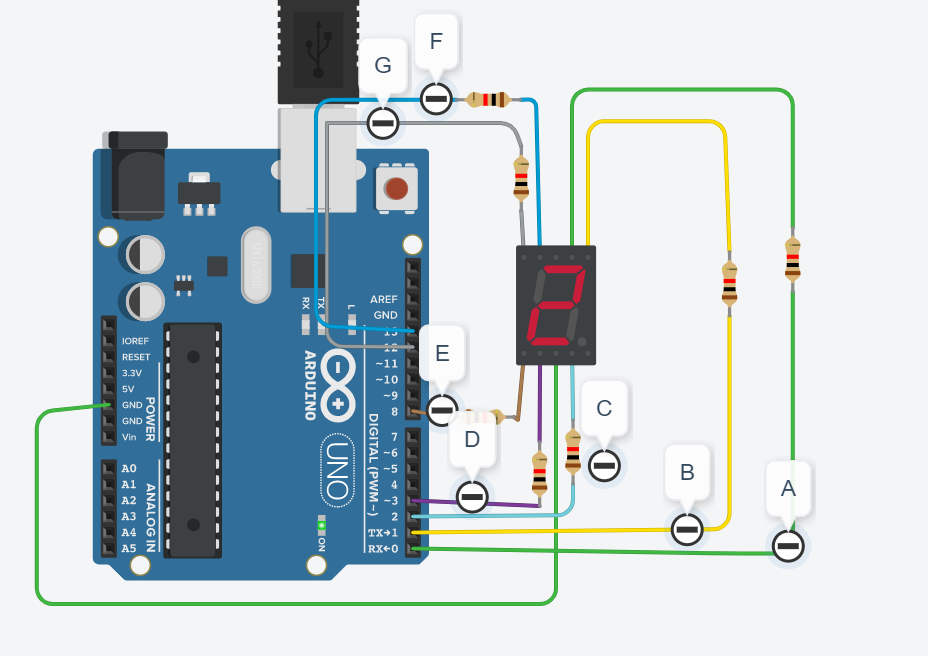 F
G
AREF
GND
13
12
~11
~10
~9
8
7
~6
~5
4
~3
2
TX→1
RX←0
RX
TX
L
ARDUINO
UNO
DIGITAL (PWM ~)
ON
IOREF
RESET
3.3V
5V
GND
GND
Vin
POWER
A0
A1
A2
A3
A4
A5
ANALOG IN
E
D
C
B
A